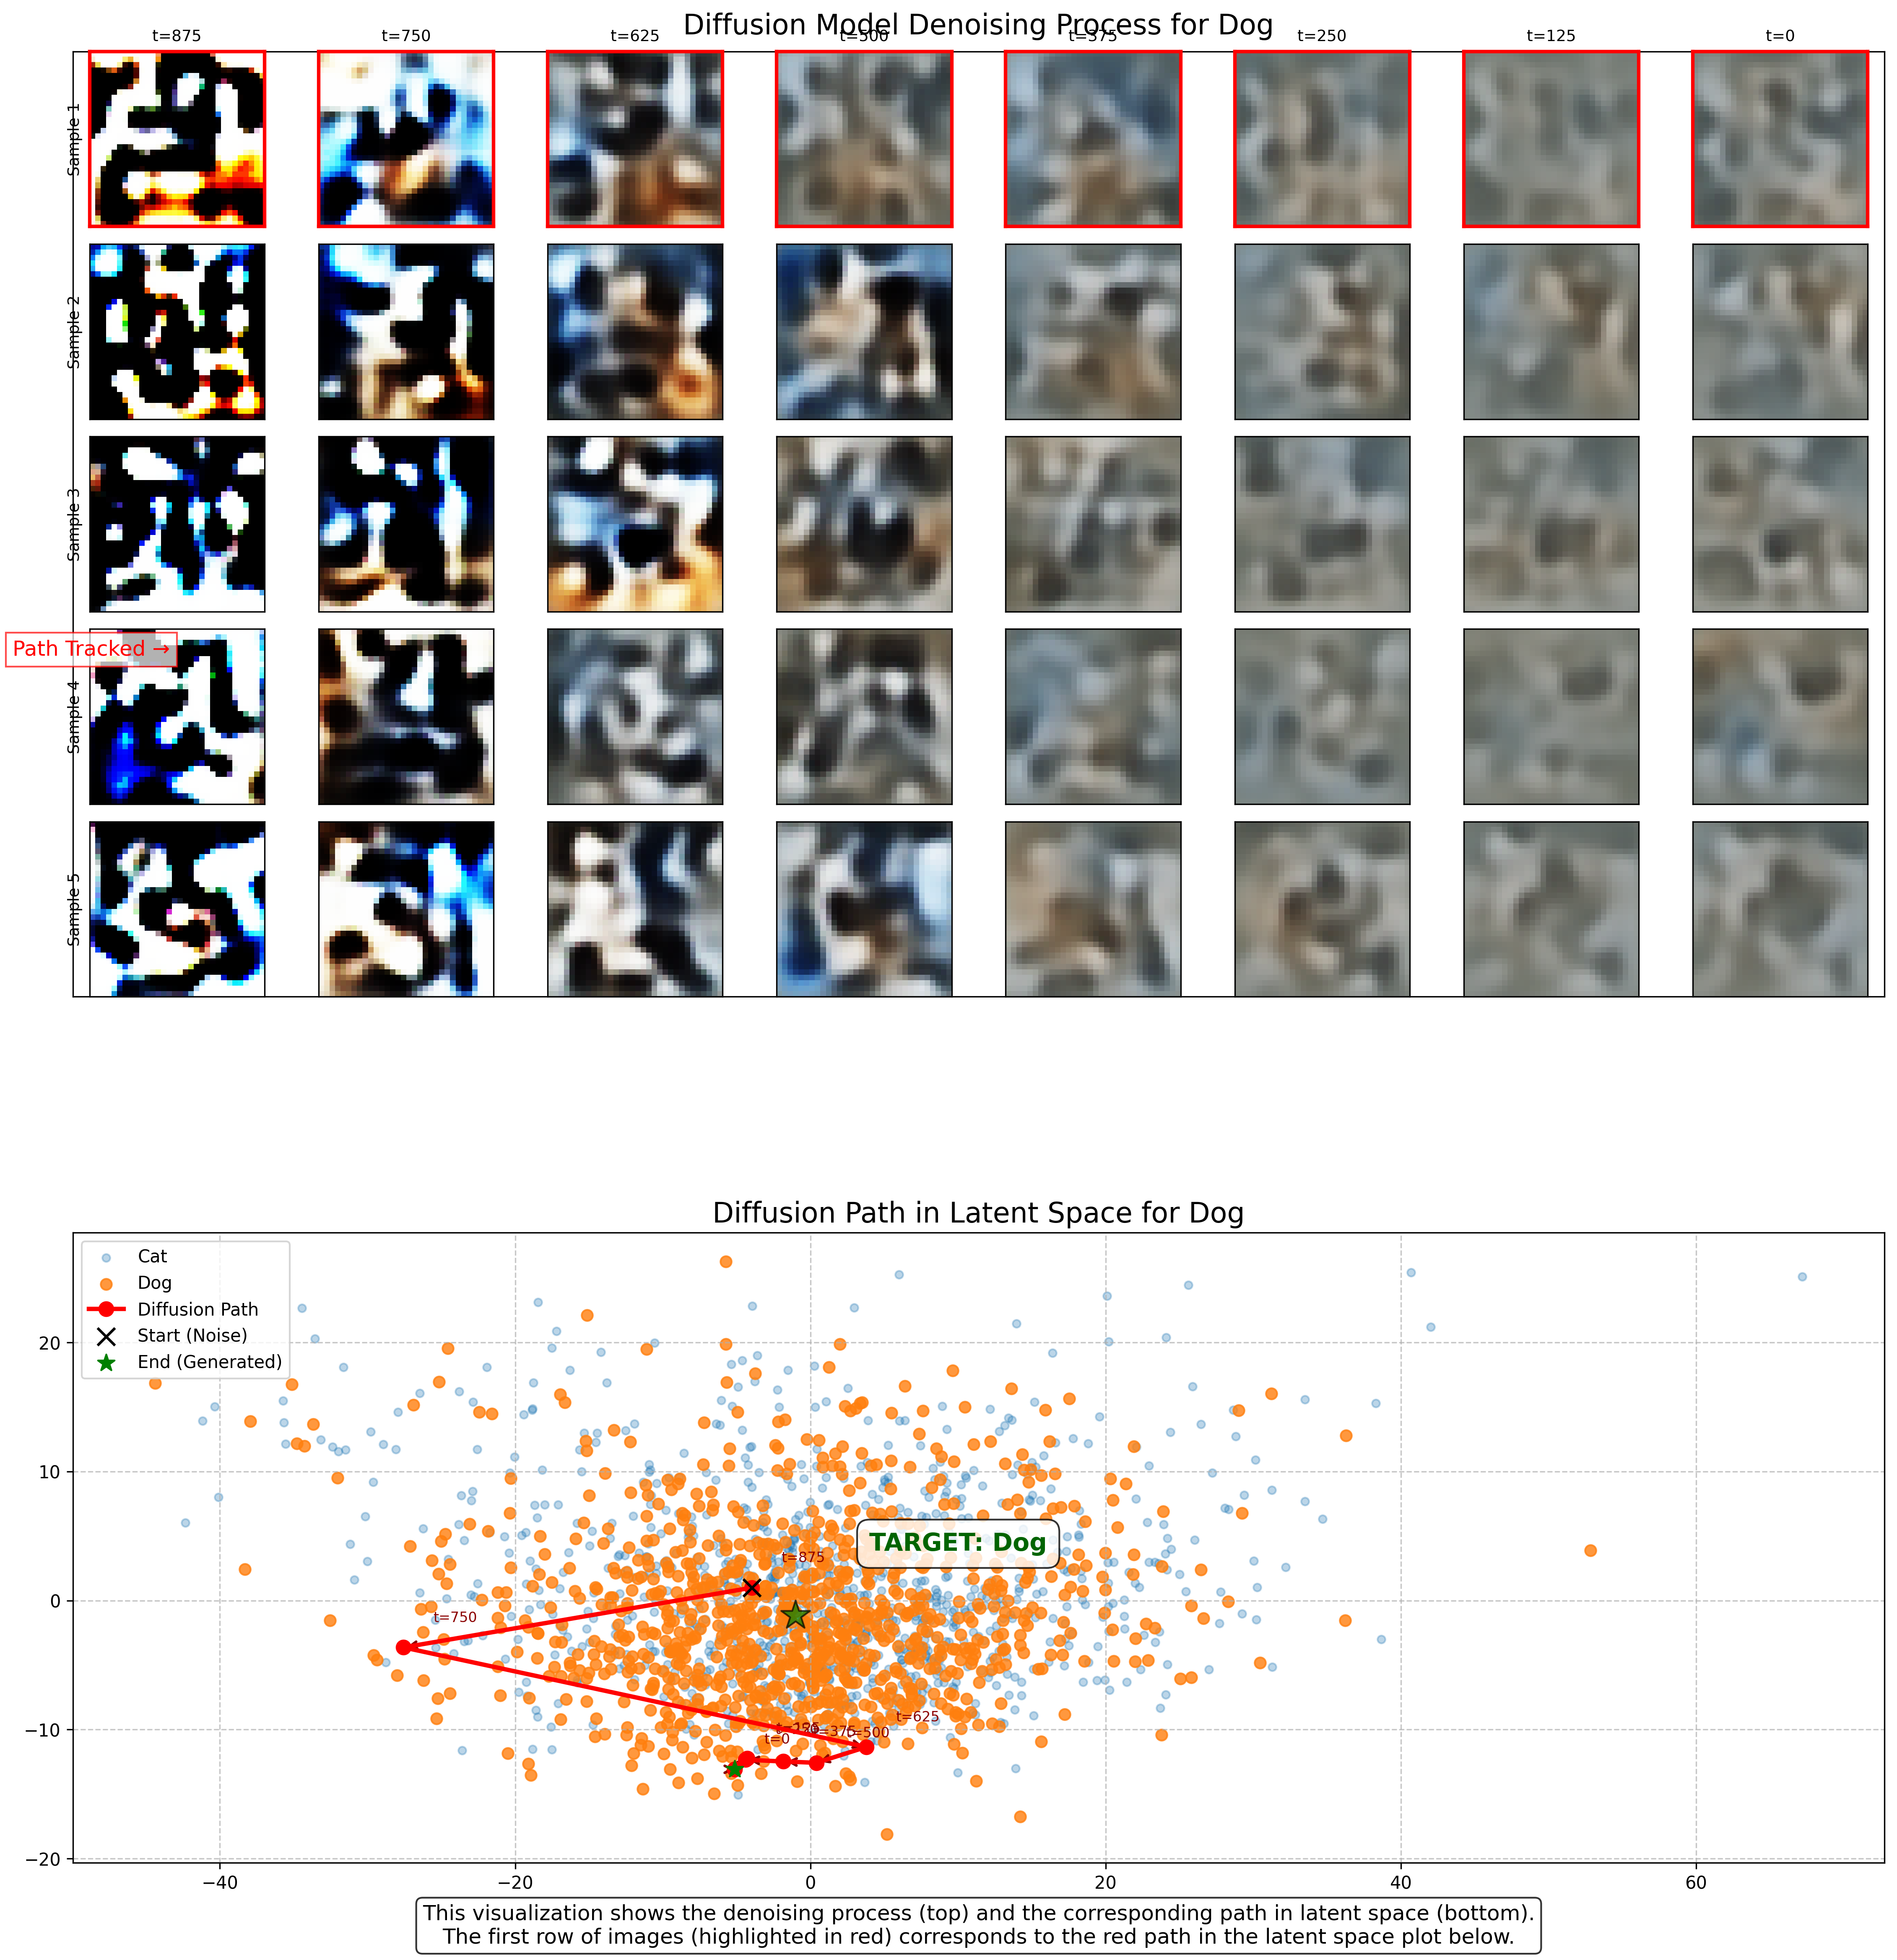 Diffusion Model Denoising Process for Dog
t=875 t=750 t=625 t=500 t=375 t=250 t=125 t=0
Sample 1
Sample 2
Sample 3
Path Tracked →
Sample 4
Sample 5
Diffusion Path in Latent Space for Dog
Cat
Dog
Diffusion Path
Start (Noise)
End (Generated)
TARGET: Dog
t=875
t=750
t=625
t=500
t=375
t=0
20
10
0
−10
−20
−40 −20 0 20 40 60
This visualization shows the denoising process (top) and the corresponding path in latent space (bottom).
The first row of images (highlighted in red) corresponds to the red path in the latent space plot below.